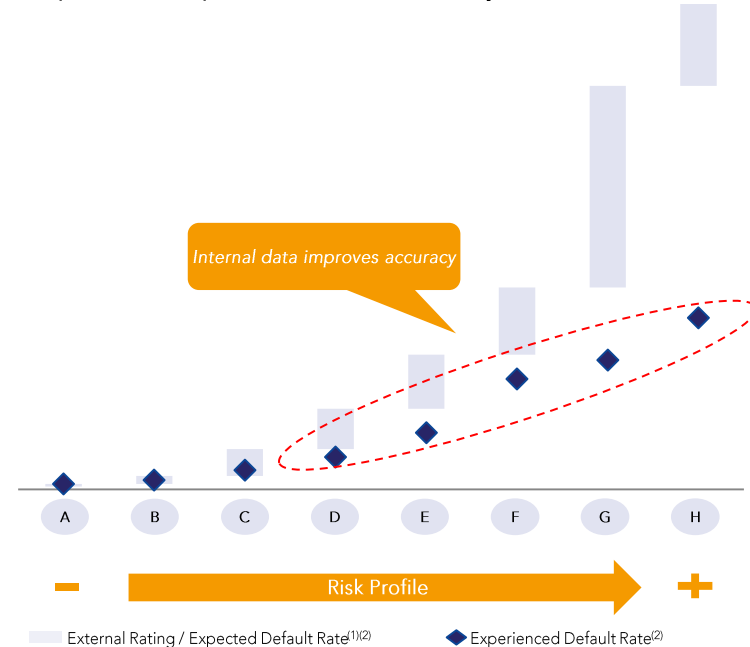 Internal data improves accuracy
A B C D E F G H
Risk Profile
External Rating / Expected Default Rate(1)(2) Experienced Default Rate(2)